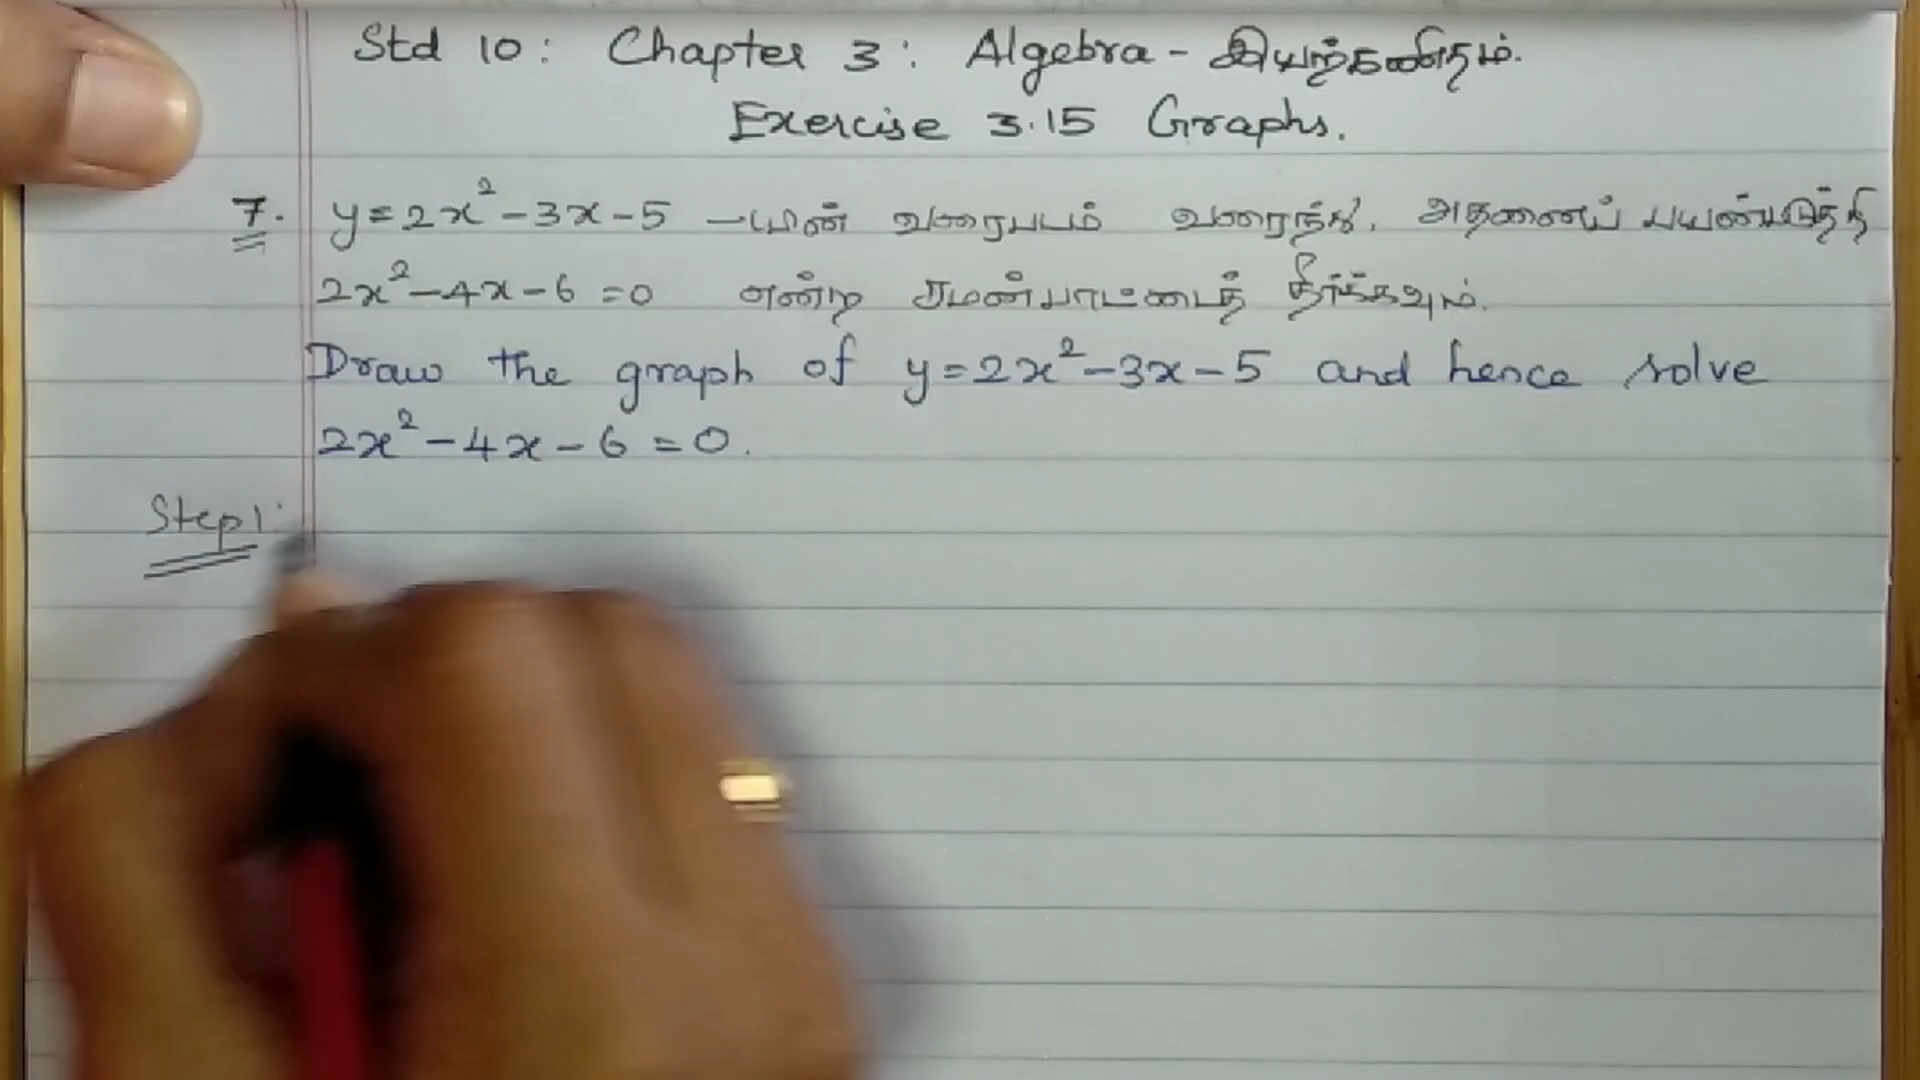 Std 10: Chapter 3: Algebra - இயற்கணிதம்.
Exercise 3.15 Graphs.
7. y=2x²-3x-5 -யின் வரைபடம் வரைந்து, அதனைப் பயன்படுத்தி
2x²-4x-6=0 என்ற சமன்பாட்டைத் தீர்க்கவும்.
Draw the graph of y=2x²-3x-5 and hence solve
2x²-4x-6=0.
Step 1: